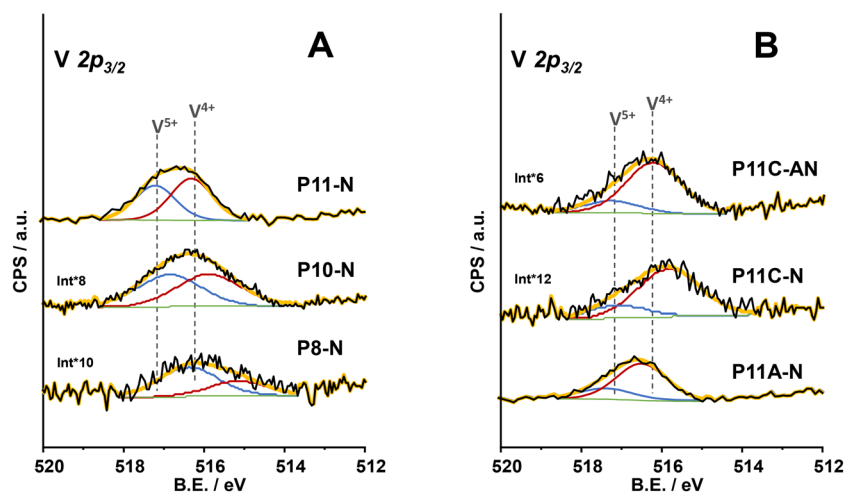 A
V 2p3/2
V5+
V4+
P11-N
Int*8
P10-N
Int*10
P8-N
CPS / a.u.
520 518 516 514 512
B.E. / eV
B
V 2p3/2
V5+
V4+
Int*6
P11C-AN
Int*12
P11C-N
P11A-N
CPS / a.u.
520 518 516 514 512
B.E. / eV